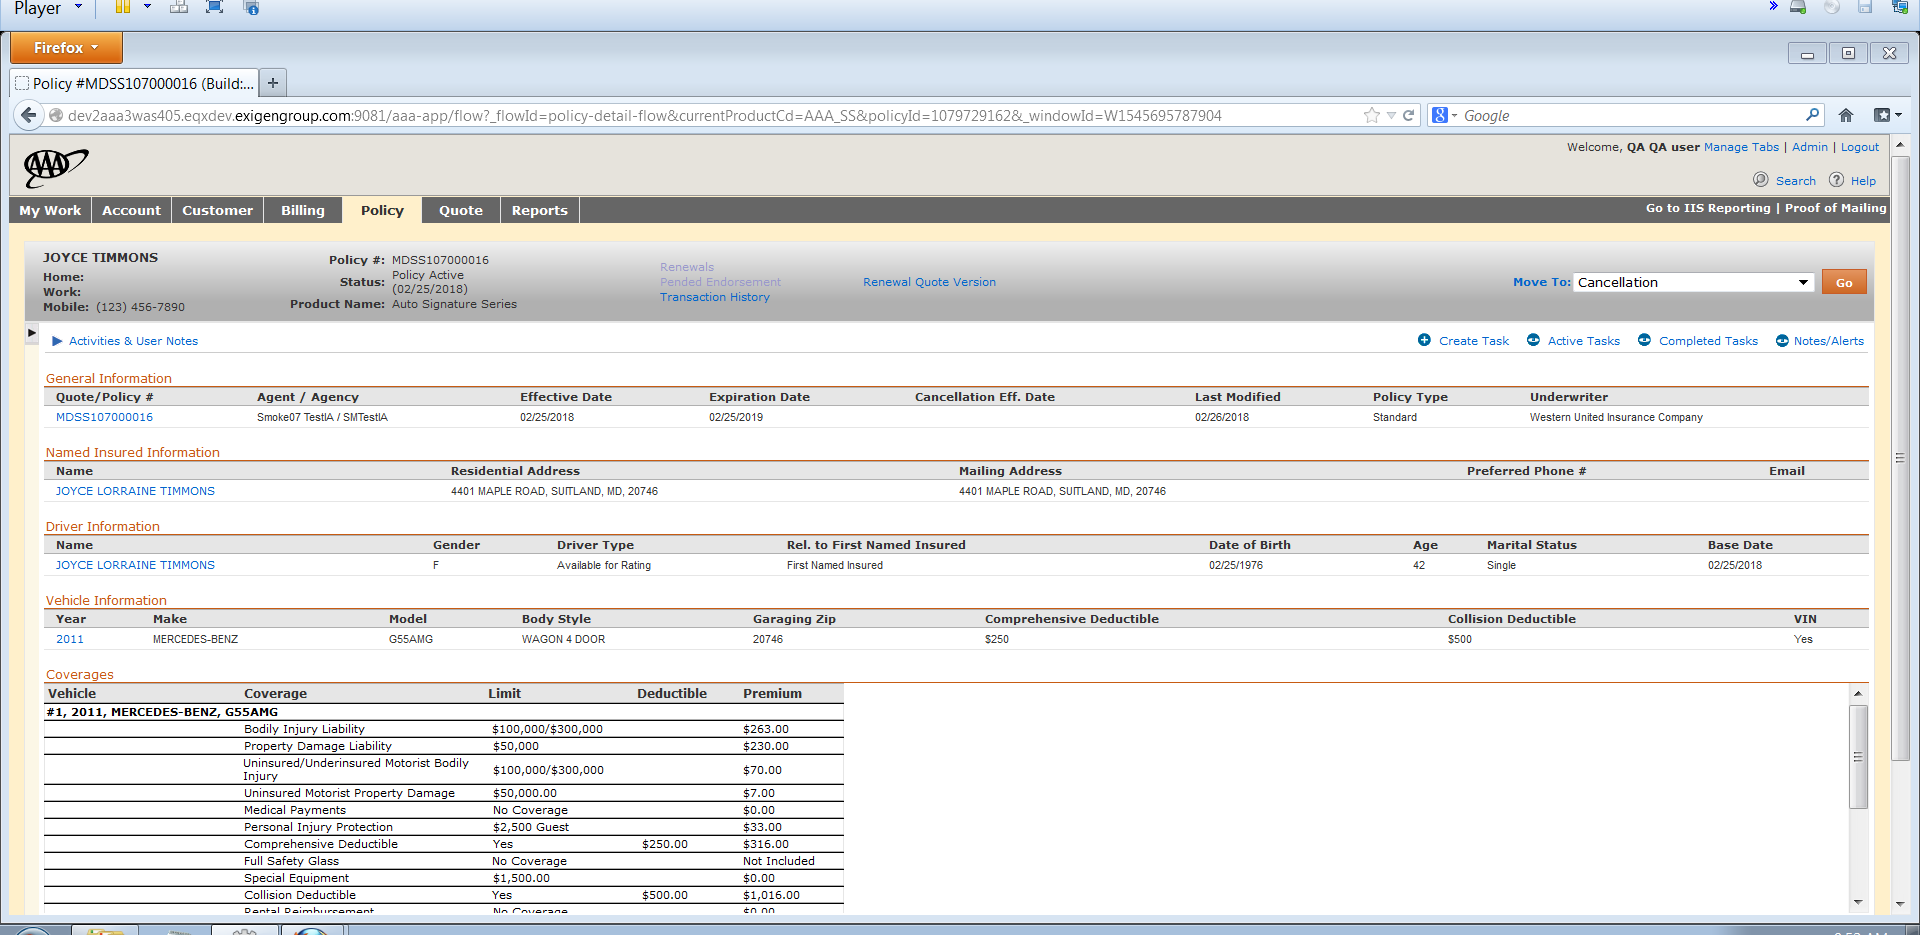 Player
Firefox
Policy #MDSS107000016 (Build:...
dev2aaa3was405.eqxdev.exigengroup.com:9081/aaa-app/flow?_flowId=policy-detail-flow&currentProductCd=AAA_SS&policyId=1079729162&_windowId=W1545695787904
Google
Welcome, QA QA user Manage Tabs | Admin | Logout
AAA
Search Help
My Work Account Customer Billing Policy Quote Reports
Go to IIS Reporting | Proof of Mailing
JOYCE TIMMONS
Home:
Work:
Mobile: (123) 456-7890
Policy #: MDSS107000016
Status: Policy Active (02/25/2018)
Product Name: Auto Signature Series
Renewals
Pended Endorsement
Transaction History
Renewal Quote Version
Move To: Cancellation Go
Activities & User Notes
Create Task Active Tasks Completed Tasks Notes/Alerts
General Information
Quote/Policy # Agent / Agency Effective Date Expiration Date Cancellation Eff. Date Last Modified Policy Type Underwriter
MDSS107000016 Smoke07 TestIA / SMTestIA 02/25/2018 02/25/2019 02/26/2018 Standard Western United Insurance Company
Named Insured Information
Name Residential Address Mailing Address Preferred Phone # Email
JOYCE LORRAINE TIMMONS 4401 MAPLE ROAD, SUITLAND, MD, 20746 4401 MAPLE ROAD, SUITLAND, MD, 20746
Driver Information
Name Gender Driver Type Rel. to First Named Insured Date of Birth Age Marital Status Base Date
JOYCE LORRAINE TIMMONS F Available for Rating First Named Insured 02/25/1976 42 Single 02/25/2018
Vehicle Information
Year Make Model Body Style Garaging Zip Comprehensive Deductible Collision Deductible VIN
2011 MERCEDES-BENZ G55AMG WAGON 4 DOOR 20746 $250 $500 Yes
Coverages
Vehicle Coverage Limit Deductible Premium
#1, 2011, MERCEDES-BENZ, G55AMG
Bodily Injury Liability $100,000/$300,000 $263.00
Property Damage Liability $50,000 $230.00
Uninsured/Underinsured Motorist Bodily Injury $100,000/$300,000 $70.00
Uninsured Motorist Property Damage $50,000.00 $7.00
Medical Payments No Coverage $0.00
Personal Injury Protection $2,500 Guest $33.00
Comprehensive Deductible Yes $250.00 $316.00
Full Safety Glass No Coverage Not Included
Special Equipment $1,500.00 $0.00
Collision Deductible Yes $500.00 $1,016.00
Rental Reimbursement No Coverage $0.00